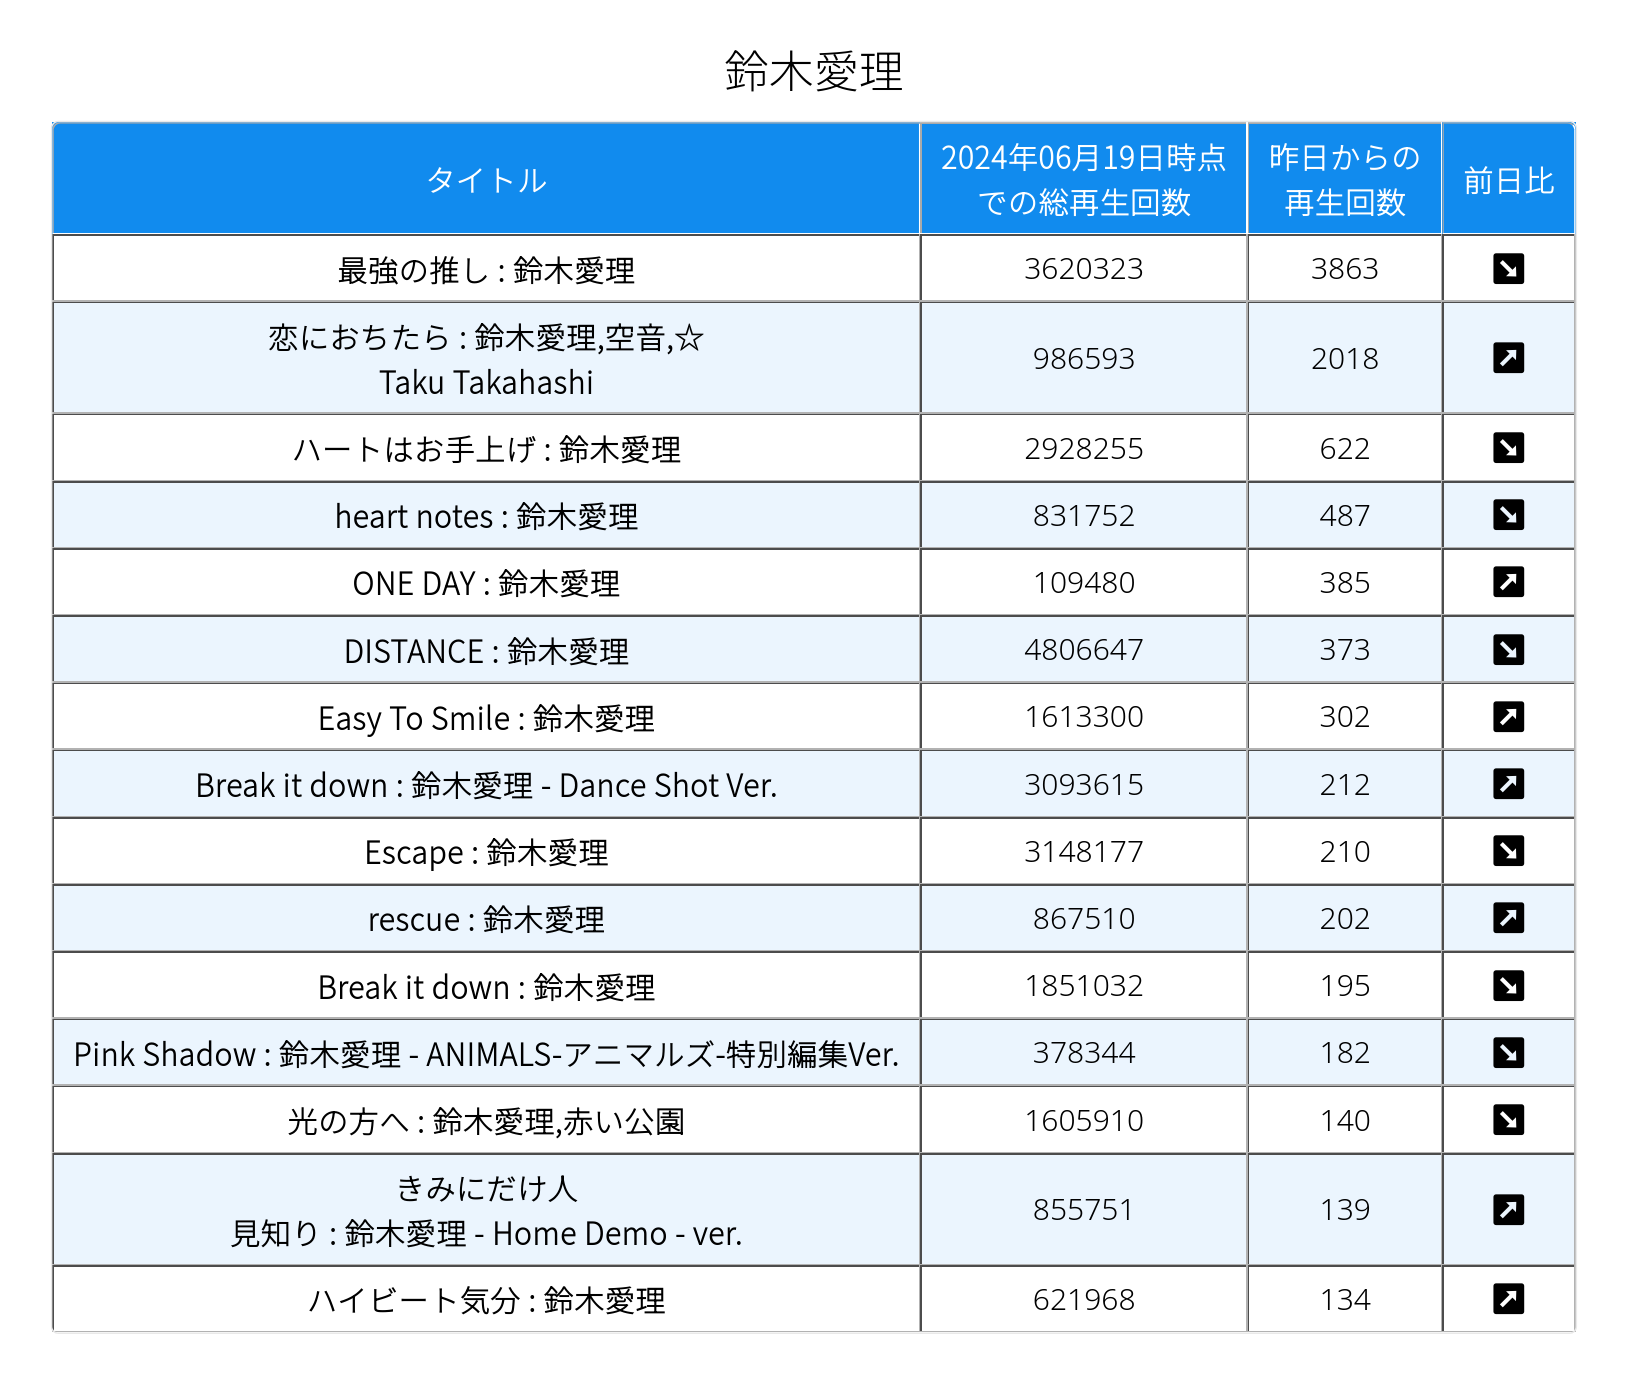 鈴木愛理
タイトル
2024年06月19日時点
での総再生回数
昨日からの
再生回数
前日比
最強の推し : 鈴木愛理 3620323 3863
恋におちたら : 鈴木愛理,空音,☆
Taku Takahashi
986593 2018
ハートはお手上げ : 鈴木愛理 2928255 622
heart notes : 鈴木愛理 831752 487
ONE DAY : 鈴木愛理 109480 385
DISTANCE : 鈴木愛理 4806647 373
Easy To Smile : 鈴木愛理 1613300 302
Break it down : 鈴木愛理 - Dance Shot Ver. 3093615 212
Escape : 鈴木愛理 3148177 210
rescue : 鈴木愛理 867510 202
Break it down : 鈴木愛理 1851032 195
Pink Shadow : 鈴木愛理 - ANIMALS-アニマルズ-特別編集Ver. 378344 182
光の方へ : 鈴木愛理,赤い公園 1605910 140
きみにだけ人
見知り : 鈴木愛理 - Home Demo - ver.
855751 139
ハイビート気分 : 鈴木愛理 621968 134